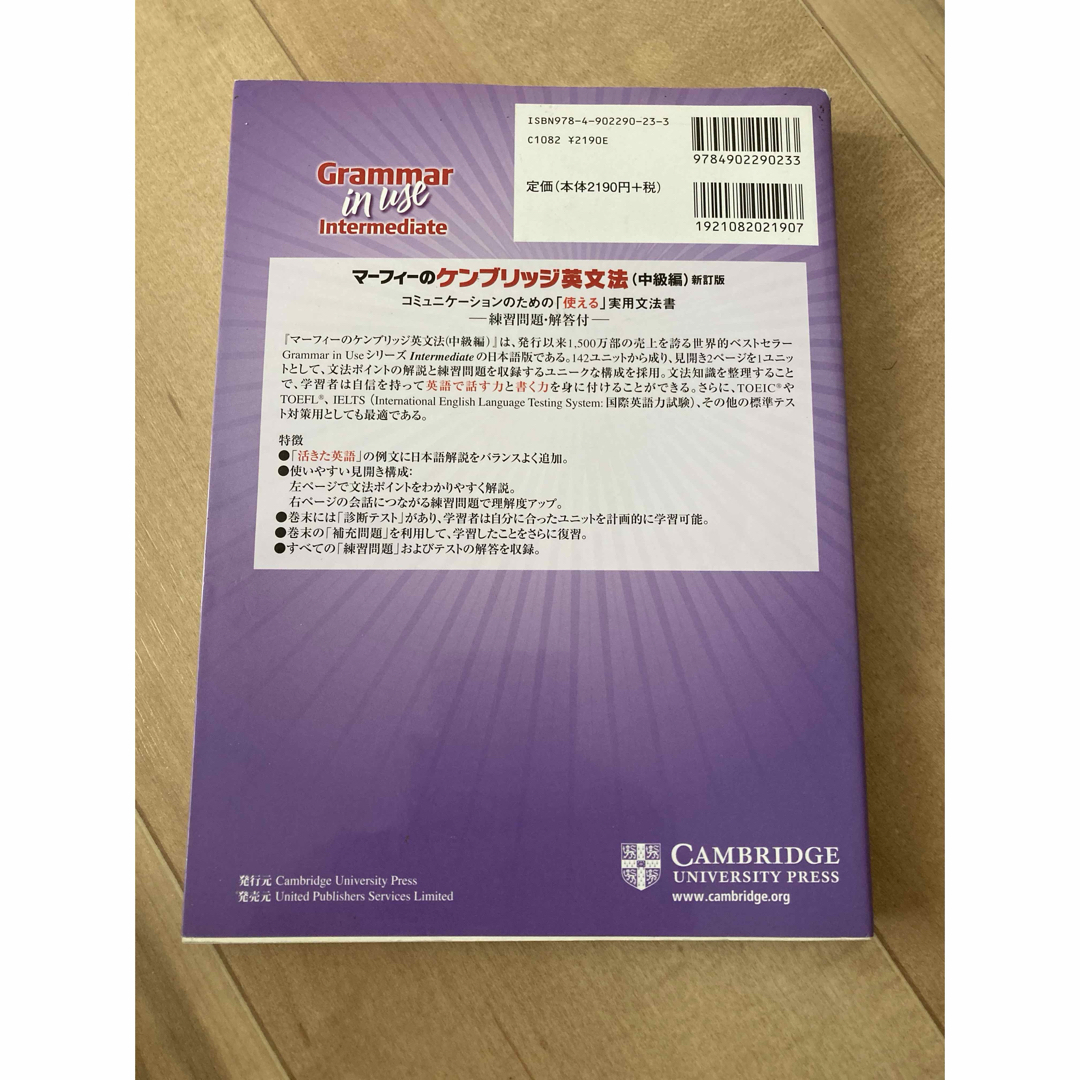 ISBN978-4-902290-23-3
C1082 ¥2190E
定価(本体2190円+税)
9784902290233
1921082021907
Grammar
in use
Intermediate
マーフィーのケンブリッジ英文法(中級編)新訂版
コミュニケーションのための「使える」実用文法書
―練習問題・解答付―
『マーフィーのケンブリッジ英文法(中級編)』は、発行以来1,500万部の売上を誇る世界的ベストセラー
Grammar in Useシリーズ Intermediate の日本語版である。142ユニットから成り、見開き2ページを1ユニッ
トとして、文法ポイントの解説と練習問題を収録するユニークな構成を採用。文法知識を整理すること
で、学習者は自信を持って英語で話す力と書く力を身に付けることができる。さらに、TOEIC®や
TOEFL®、IELTS (International English Language Testing System: 国際英語力試験)、その他の標準テス
ト対策用としても最適である。
特徴
●「活きた英語」の例文に日本語解説をバランスよく追加。
●使いやすい見開き構成:
左ページで文法ポイントをわかりやすく解説。
右ページの会話につながる練習問題で理解度アップ。
●巻末には「診断テスト」があり、学習者は自分に合ったユニットを計画的に学習可能。
●巻末の「補充問題」を利用して、学習したことをさらに復習。
●すべての「練習問題」およびテストの解答を収録。
発行元 Cambridge University Press
発売元 United Publishers Services Limited
CAMBRIDGE
UNIVERSITY PRESS
www.cambridge.org